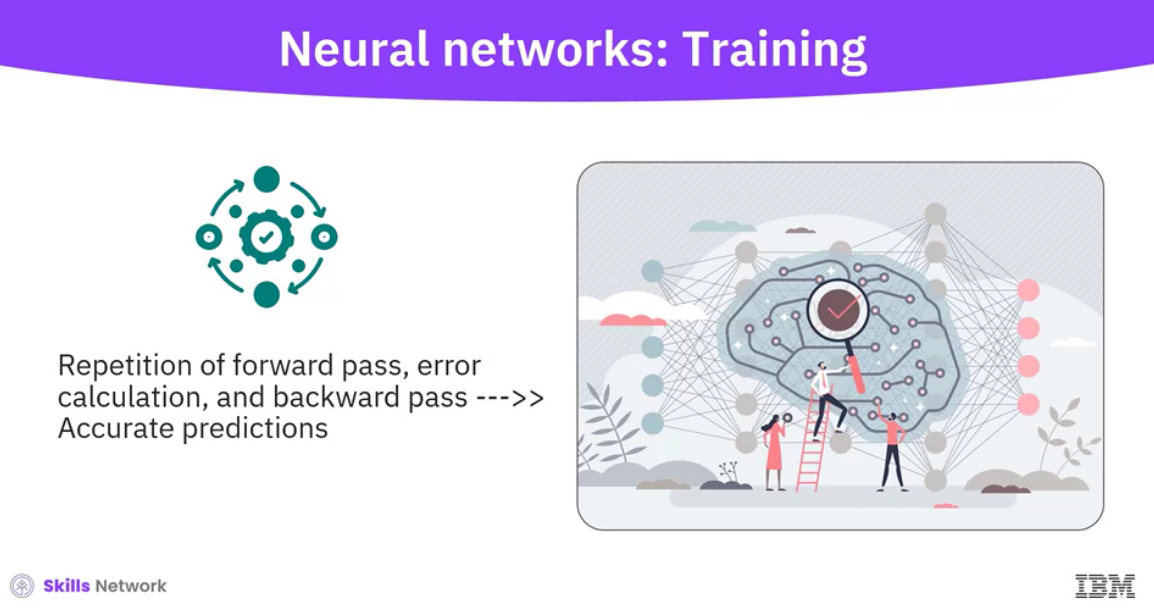 Neural networks: Training
Repetition of forward pass, error
calculation, and backward pass --->>
Accurate predictions
Skills Network
IBM